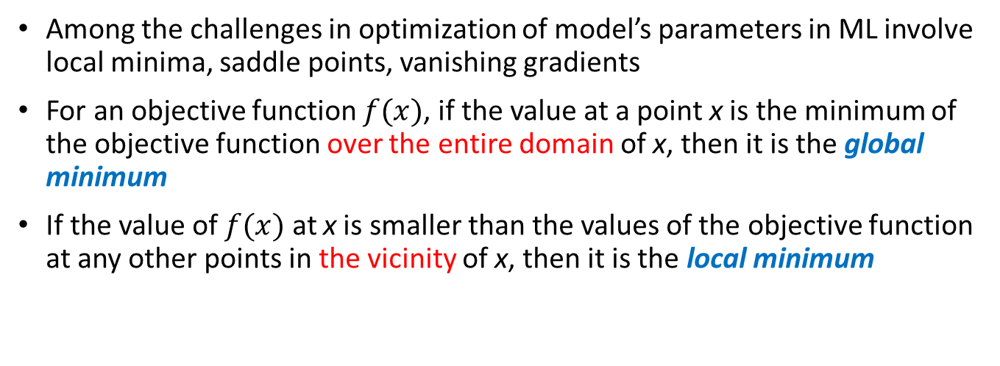 • Among the challenges in optimization of model’s parameters in ML involve
local minima, saddle points, vanishing gradients
• For an objective function 𝑓(𝑥), if the value at a point x is the minimum of
the objective function over the entire domain of x, then it is the global
minimum
• If the value of 𝑓(𝑥) at x is smaller than the values of the objective function
at any other points in the vicinity of x, then it is the local minimum